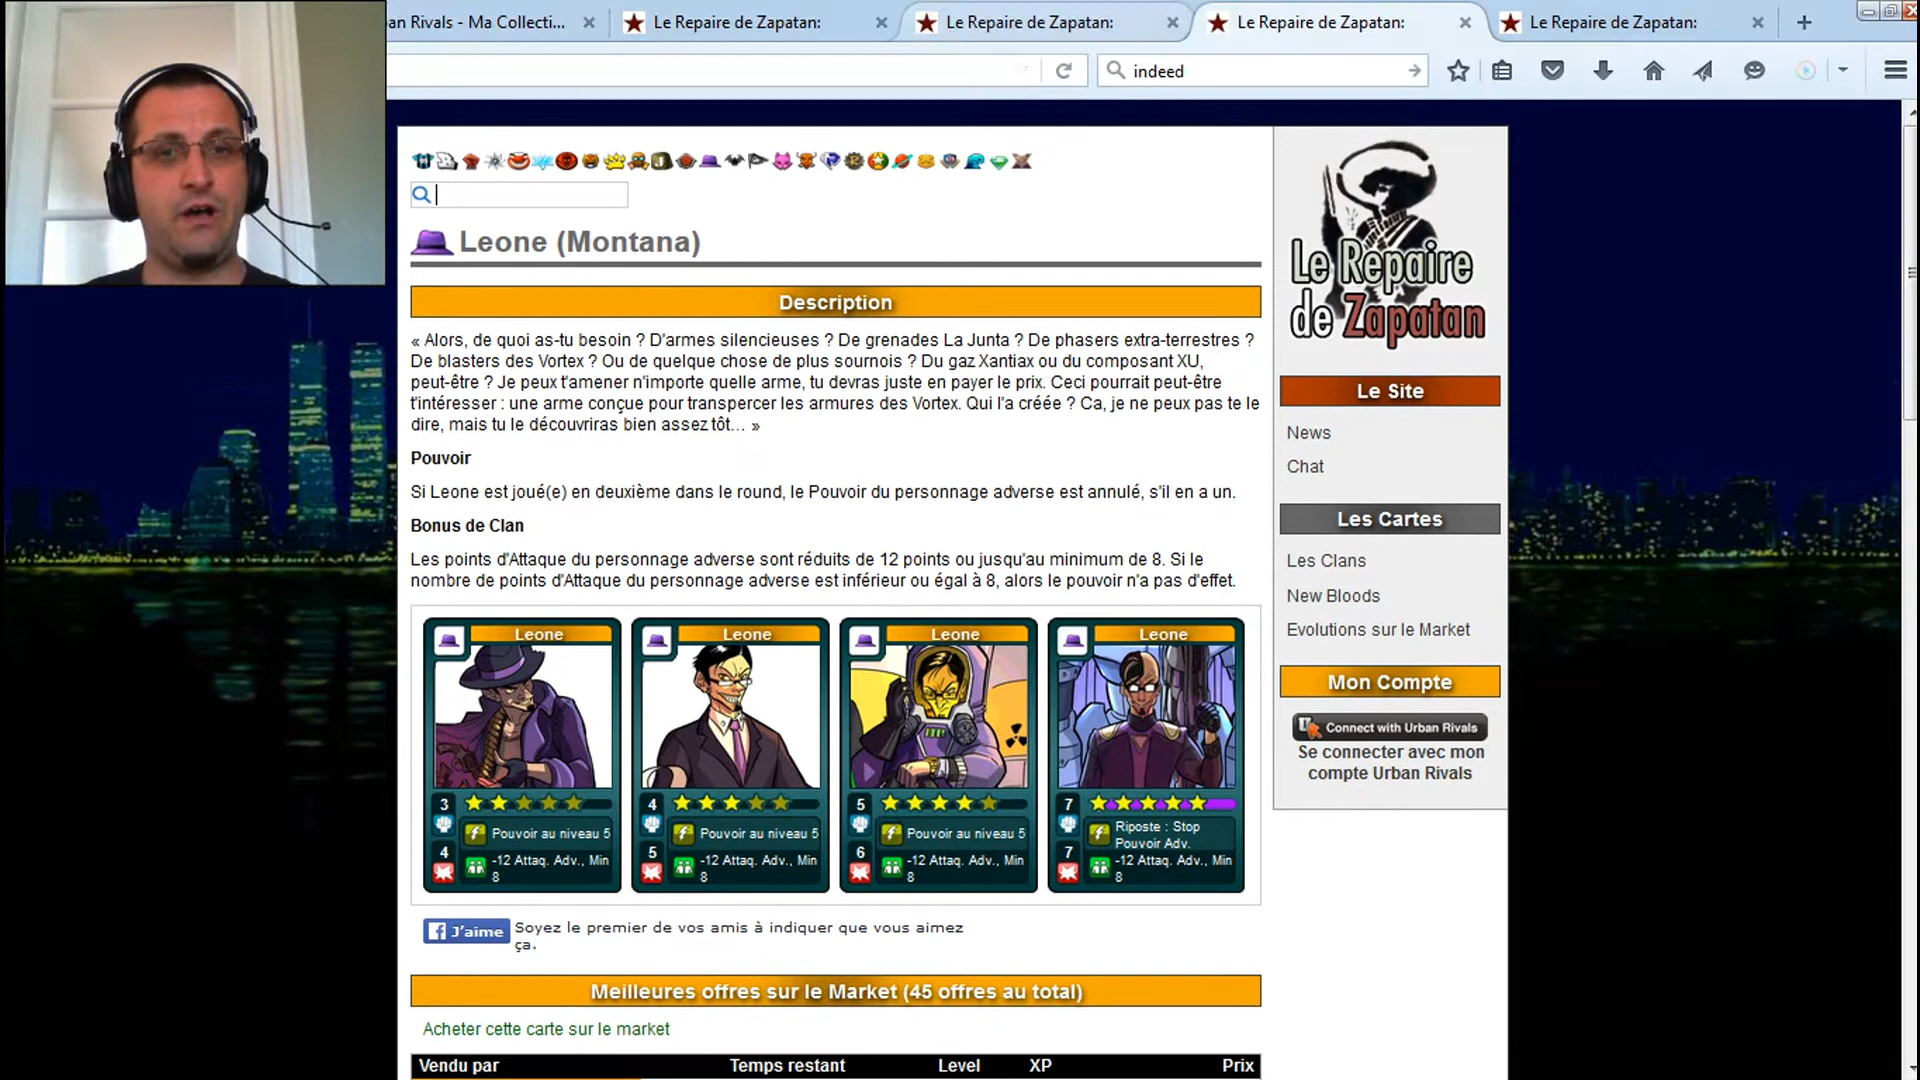 an Rivals - Ma Collecti...
Le Repaire de Zapatan:
Le Repaire de Zapatan:
Le Repaire de Zapatan:
Le Repaire de Zapatan:
indeed
Leone (Montana)
Description
« Alors, de quoi as-tu besoin ? D'armes silencieuses ? De grenades La Junta ? De phasers extra-terrestres ?
De blasters des Vortex ? Ou de quelque chose de plus sournois ? Du gaz Xantiax ou du composant XU,
peut-être ? Je peux t'amener n'importe quelle arme, tu devras juste en payer le prix. Ceci pourrait peut-être
t'intéresser : une arme conçue pour transpercer les armures des Vortex. Qui l'a créée ? Ca, je ne peux pas te le
dire, mais tu le découvriras bien assez tôt... »
Pouvoir
Si Leone est joué(e) en deuxième dans le round, le Pouvoir du personnage adverse est annulé, s'il en a un.
Bonus de Clan
Les points d'Attaque du personnage adverse sont réduits de 12 points ou jusqu'au minimum de 8. Si le
nombre de points d'Attaque du personnage adverse est inférieur ou égal à 8, alors le pouvoir n'a pas d'effet.
Leone
3
Pouvoir au niveau 5
4
-12 Attaq. Adv., Min
8
Leone
4
Pouvoir au niveau 5
5
-12 Attaq. Adv., Min
8
Leone
5
Pouvoir au niveau 5
6
-12 Attaq. Adv., Min
8
Leone
7
Riposte : Stop
Pouvoir Adv.
7
-12 Attaq. Adv., Min
8
J'aime
Soyez le premier de vos amis à indiquer que vous aimez
ça.
Meilleures offres sur le Market (45 offres au total)
Acheter cette carte sur le market
Vendu par Temps restant Level XP Prix
Le Repaire
de Zapatan
Le Site
News
Chat
Les Cartes
Les Clans
New Bloods
Evolutions sur le Market
Mon Compte
Connect with Urban Rivals
Se connecter avec mon
compte Urban Rivals